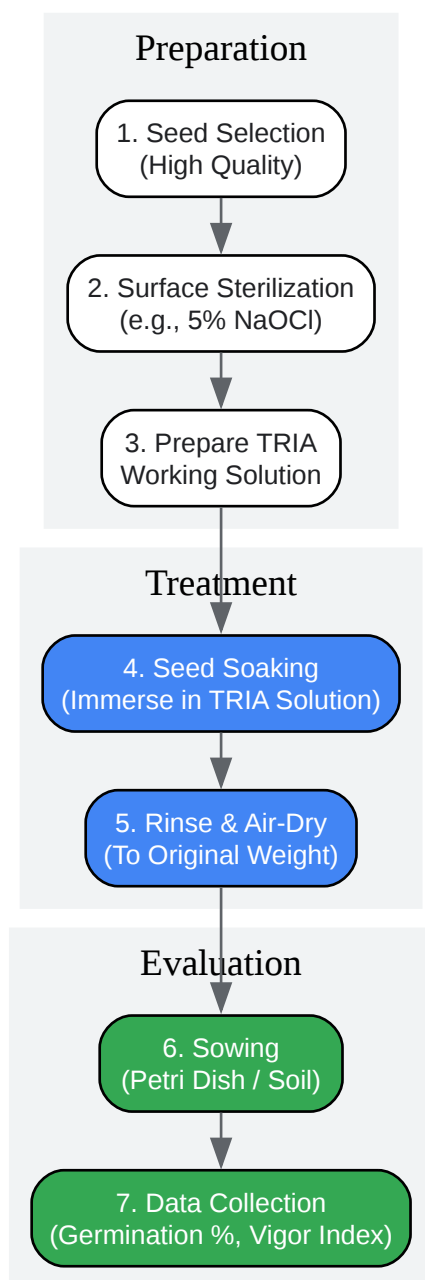 Preparation
1. Seed Selection
(High Quality)
2. Surface Sterilization
(e.g., 5% NaOCl)
3. Prepare TRIA
Working Solution
Treatment
4. Seed Soaking
(Immerse in TRIA Solution)
5. Rinse & Air-Dry
(To Original Weight)
Evaluation
6. Sowing
(Petri Dish / Soil)
7. Data Collection
(Germination %, Vigor Index)